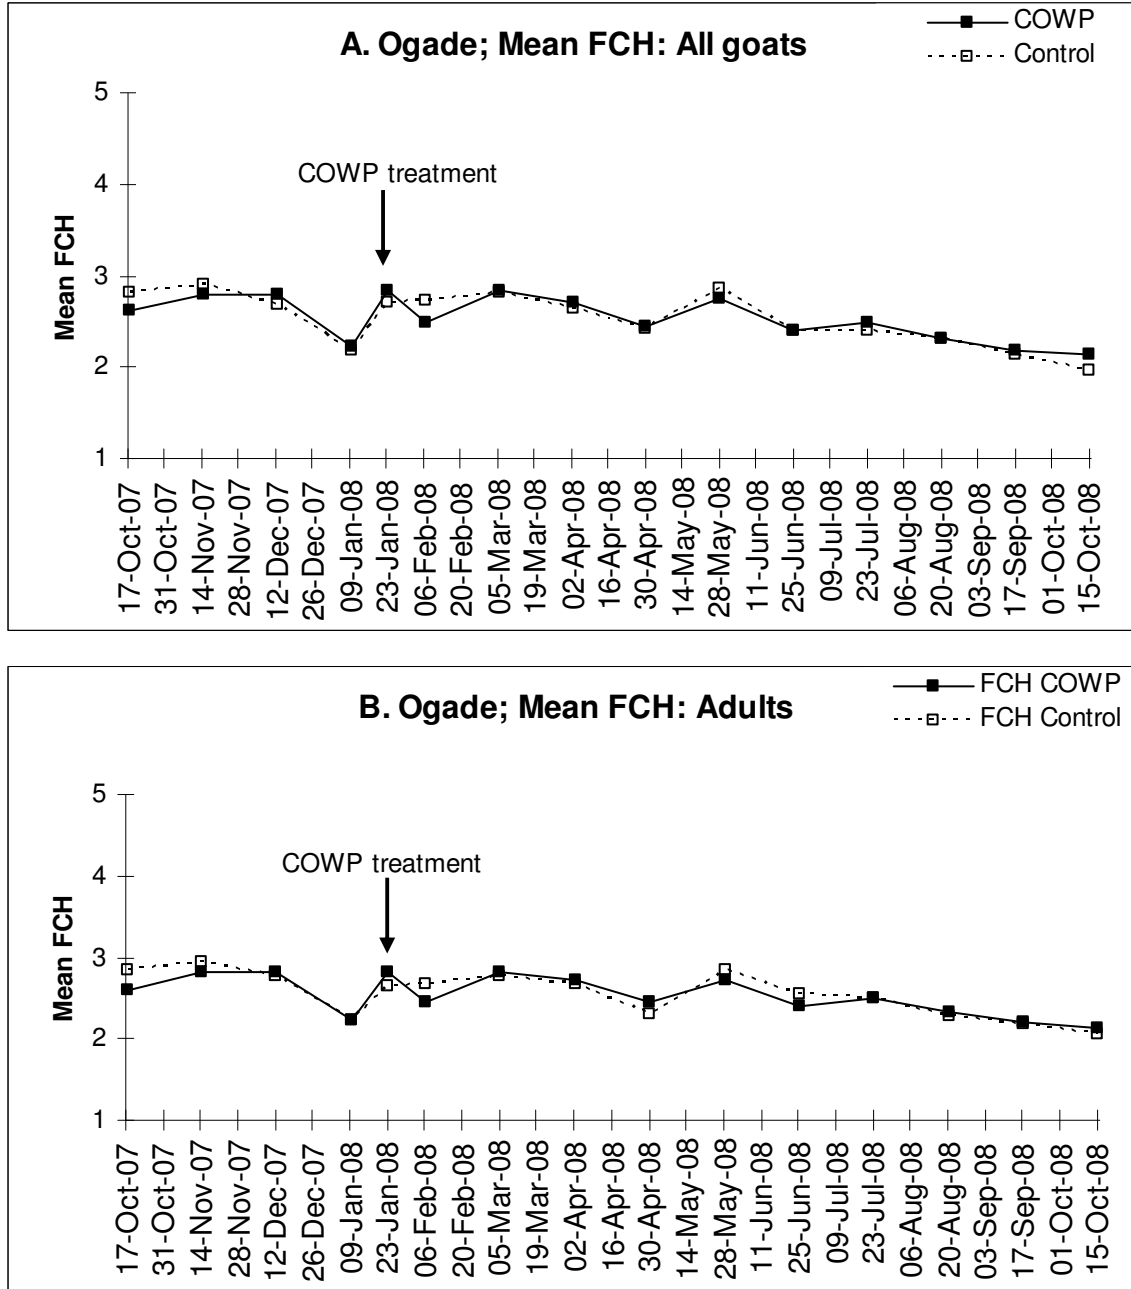 COWP
Control
A. Ogade; Mean FCH: All goats
5
4
3
2
1
Mean FCH
COWP treatment
17-Oct-07
31-Oct-07
14-Nov-07
28-Nov-07
12-Dec-07
26-Dec-07
09-Jan-08
23-Jan-08
06-Feb-08
20-Feb-08
05-Mar-08
19-Mar-08
02-Apr-08
16-Apr-08
30-Apr-08
14-May-08
28-May-08
11-Jun-08
25-Jun-08
09-Jul-08
23-Jul-08
06-Aug-08
20-Aug-08
03-Sep-08
17-Sep-08
01-Oct-08
15-Oct-08
FCH COWP
FCH Control
B. Ogade; Mean FCH: Adults
5
4
3
2
1
Mean FCH
COWP treatment
17-Oct-07
31-Oct-07
14-Nov-07
28-Nov-07
12-Dec-07
26-Dec-07
09-Jan-08
23-Jan-08
06-Feb-08
20-Feb-08
05-Mar-08
19-Mar-08
02-Apr-08
16-Apr-08
30-Apr-08
14-May-08
28-May-08
11-Jun-08
25-Jun-08
09-Jul-08
23-Jul-08
06-Aug-08
20-Aug-08
03-Sep-08
17-Sep-08
01-Oct-08
15-Oct-08